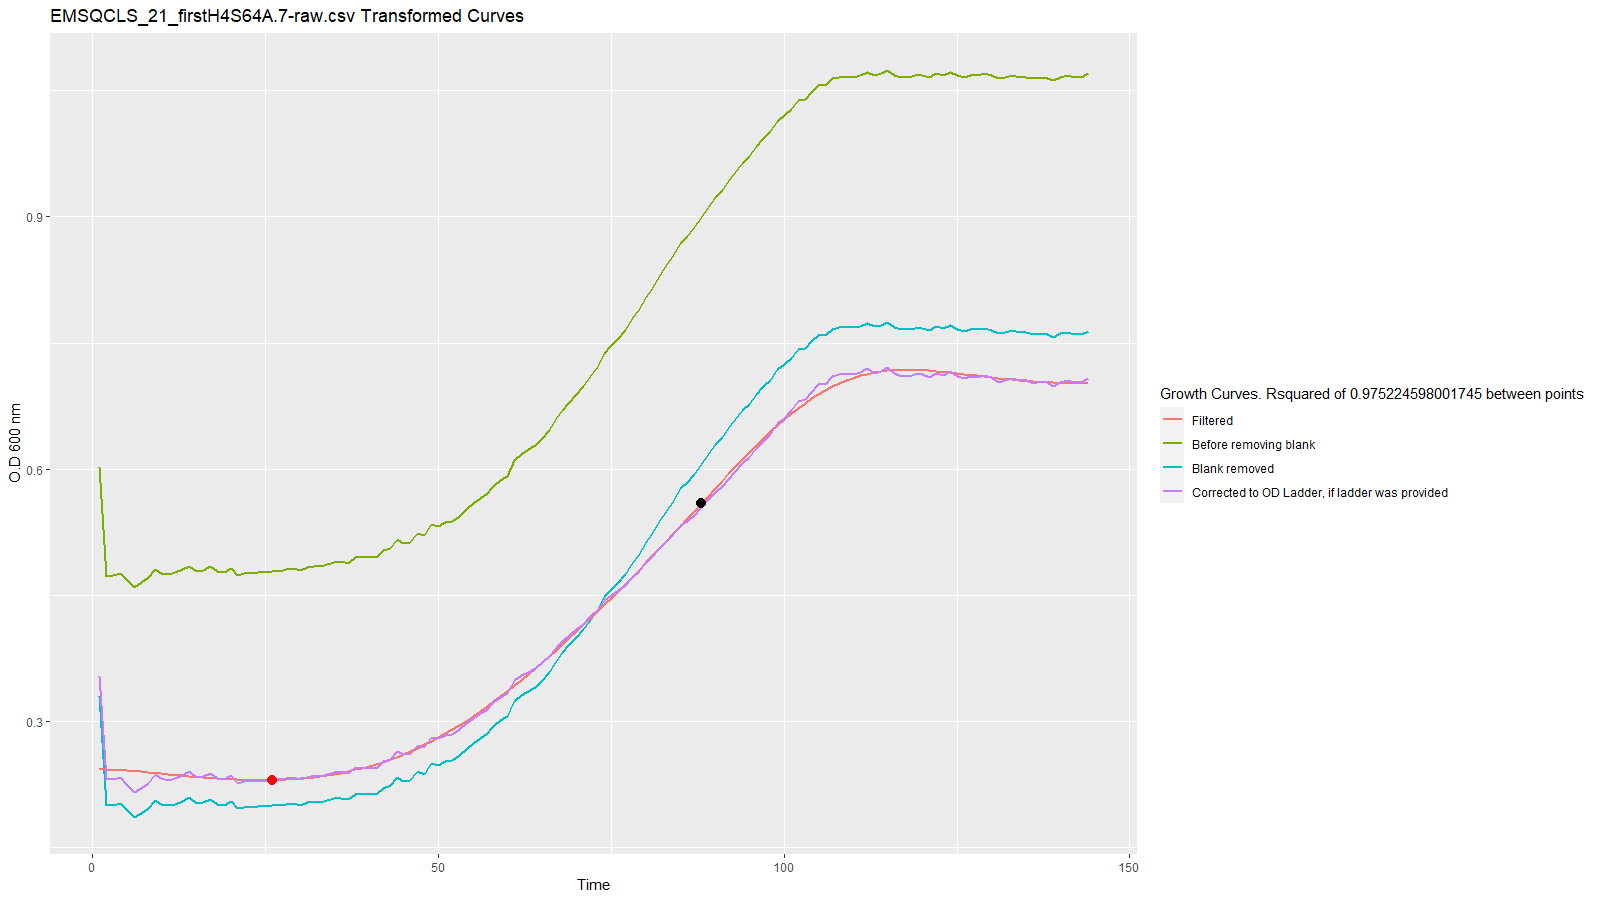 EMSQCLS_21_firstH4S64A.7-raw.csv Transformed Curves
O.D 600 nm
0.9
0.6
0.3
0
50
100
150
Time
Growth Curves. Rsquared of 0.975224598001745 between points
Filtered
Before removing blank
Blank removed
Corrected to OD Ladder, if ladder was provided